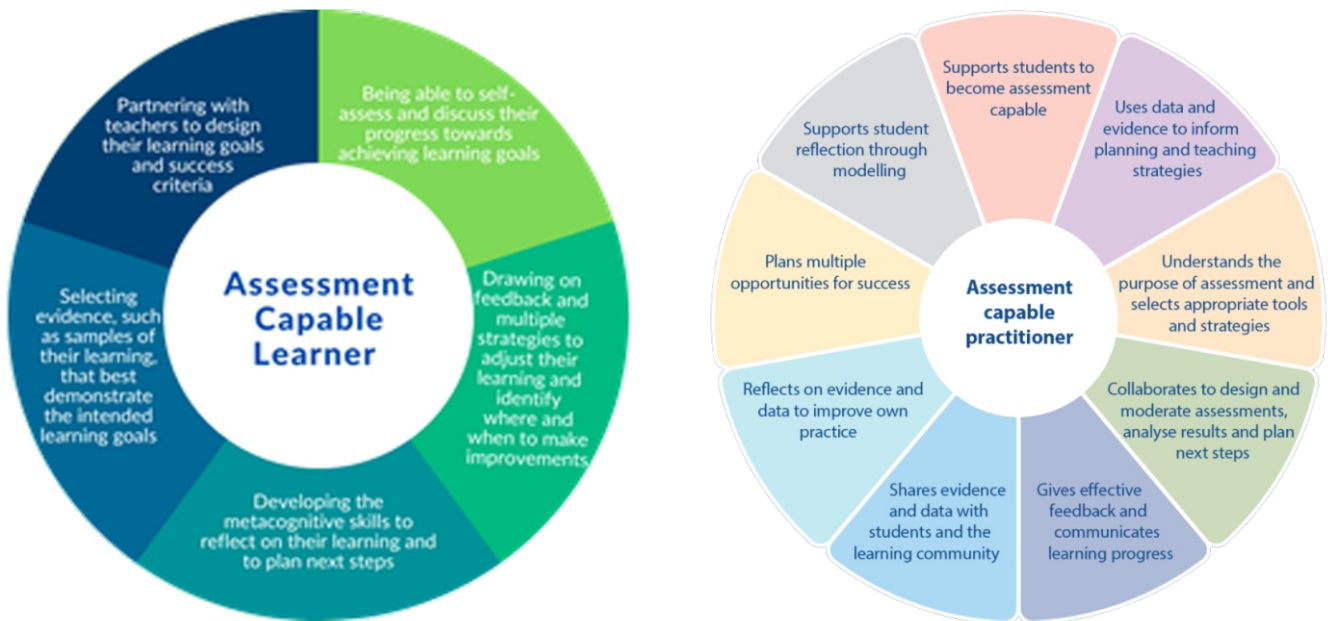 Being able to self-
assess and discuss their
progress towards
achieving learning goals
Drawing on
feedback and
multiple
strategies to
adjust their
learning and
identify
where and
when to make
improvements
Developing the
metacognitive skills to
reflect on their learning and
to plan next steps
Selecting
evidence, such
as samples of
their learning,
that best
demonstrate
the intended
learning goals
Partnering with
teachers to design
their learning goals
and success
criteria
Assessment
Capable
Learner
Supports students to
become assessment
capable
Uses data and
evidence to inform
planning and teaching
strategies
Understands the
purpose of assessment and
selects appropriate tools
and strategies
Collaborates to design and
moderate assessments,
analyse results and plan
next steps
Gives effective
feedback and
communicates
learning progress
Shares evidence
and data with
students and the
learning community
Reflects on evidence and
data to improve own
practice
Plans multiple
opportunities for success
Supports student
reflection through
modelling
Assessment
capable
practitioner